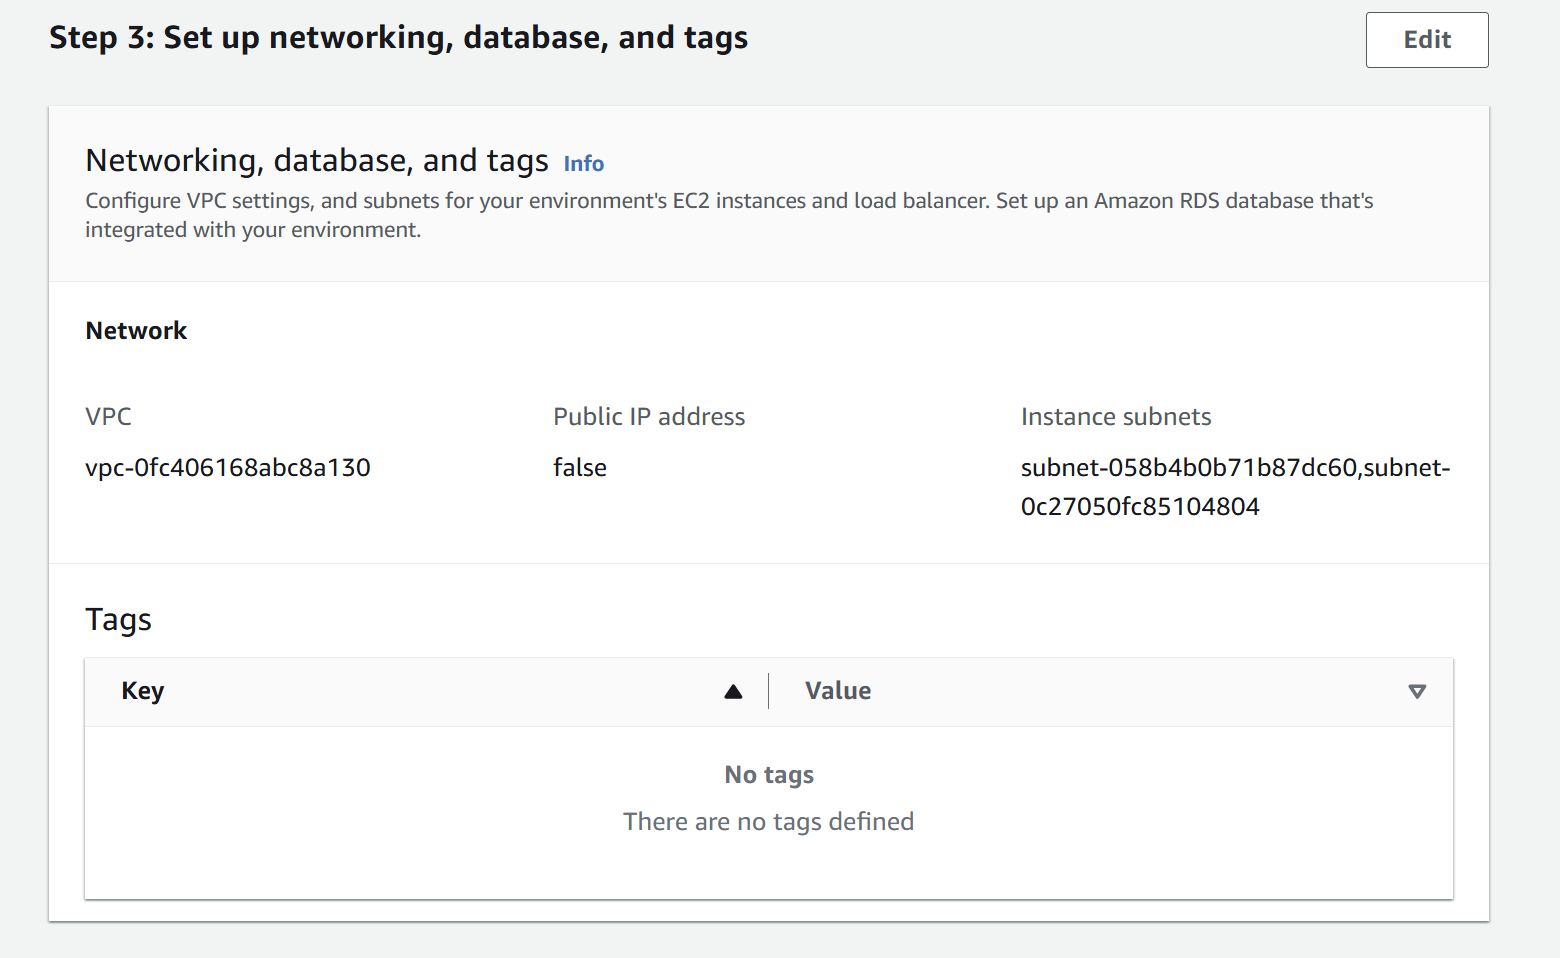 Step 3: Set up networking, database, and tags
Edit
Networking, database, and tags Info
Configure VPC settings, and subnets for your environment's EC2 instances and load balancer. Set up an Amazon RDS database that's
integrated with your environment.
Network
VPC
vpc-0fc406168abc8a130
Public IP address
false
Instance subnets
subnet-058b4b0b71b87dc60,subnet-
0c27050fc85104804
Tags
Key
Value
No tags
There are no tags defined